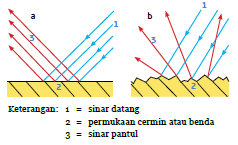 a
b
1
1
3
3
2
2
Keterangan: 1 = sinar datang
2 = permukaan cermin atau benda
3 = sinar pantul